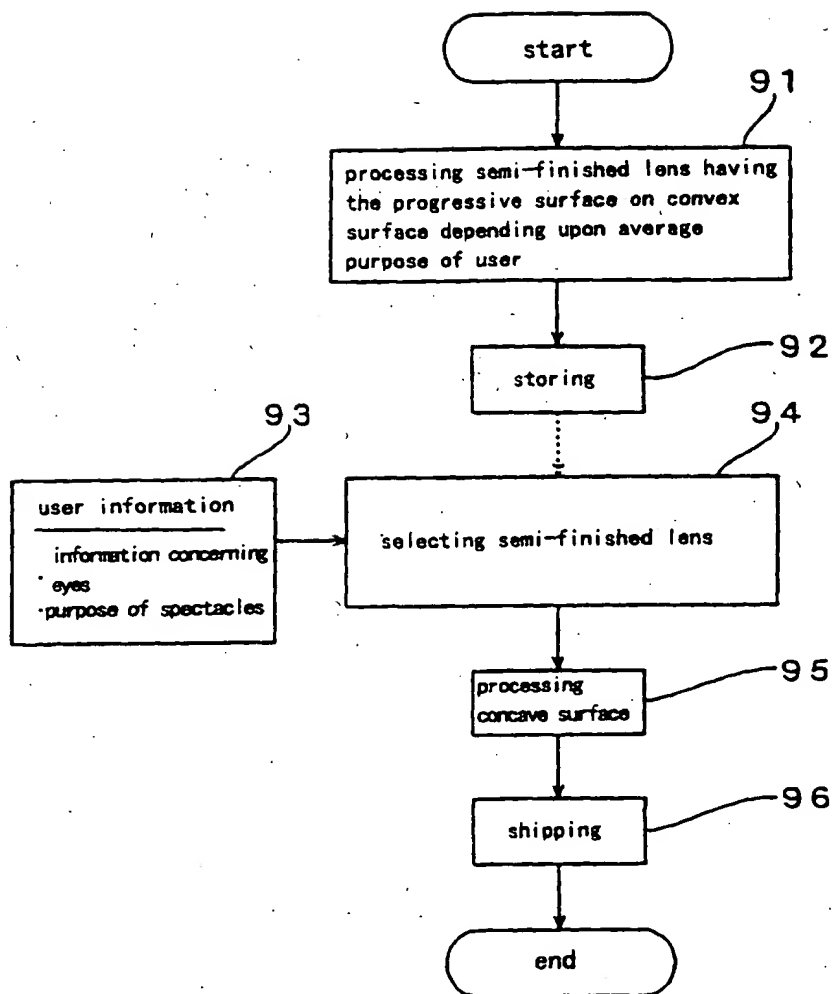 start
91
processing semi-finished lens having
the progressive surface on convex
surface depending upon average
purpose of user
92
storing
93
94
user information
information concerning
· eyes
·purpose of spectacles
selecting semi-finished lens
95
processing
concave surface
96
shipping
end